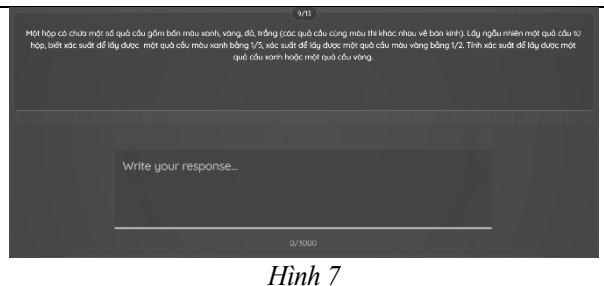 9/13
Một hộp có chứa một số quả cầu gồm bốn màu xanh, vàng, đỏ, trắng (các quả cầu cùng màu thì khác nhau về bán kính). Lấy ngẫu nhiên một quả cầu từ
hộp, biết xác suất để lấy được một quả cầu màu xanh bằng 1/5, xác suất để lấy được một quả cầu màu vàng bằng 1/2. Tính xác suất để lấy được một
quả cầu xanh hoặc một quả cầu vàng.
Write your response...
0/3000
Hình 7